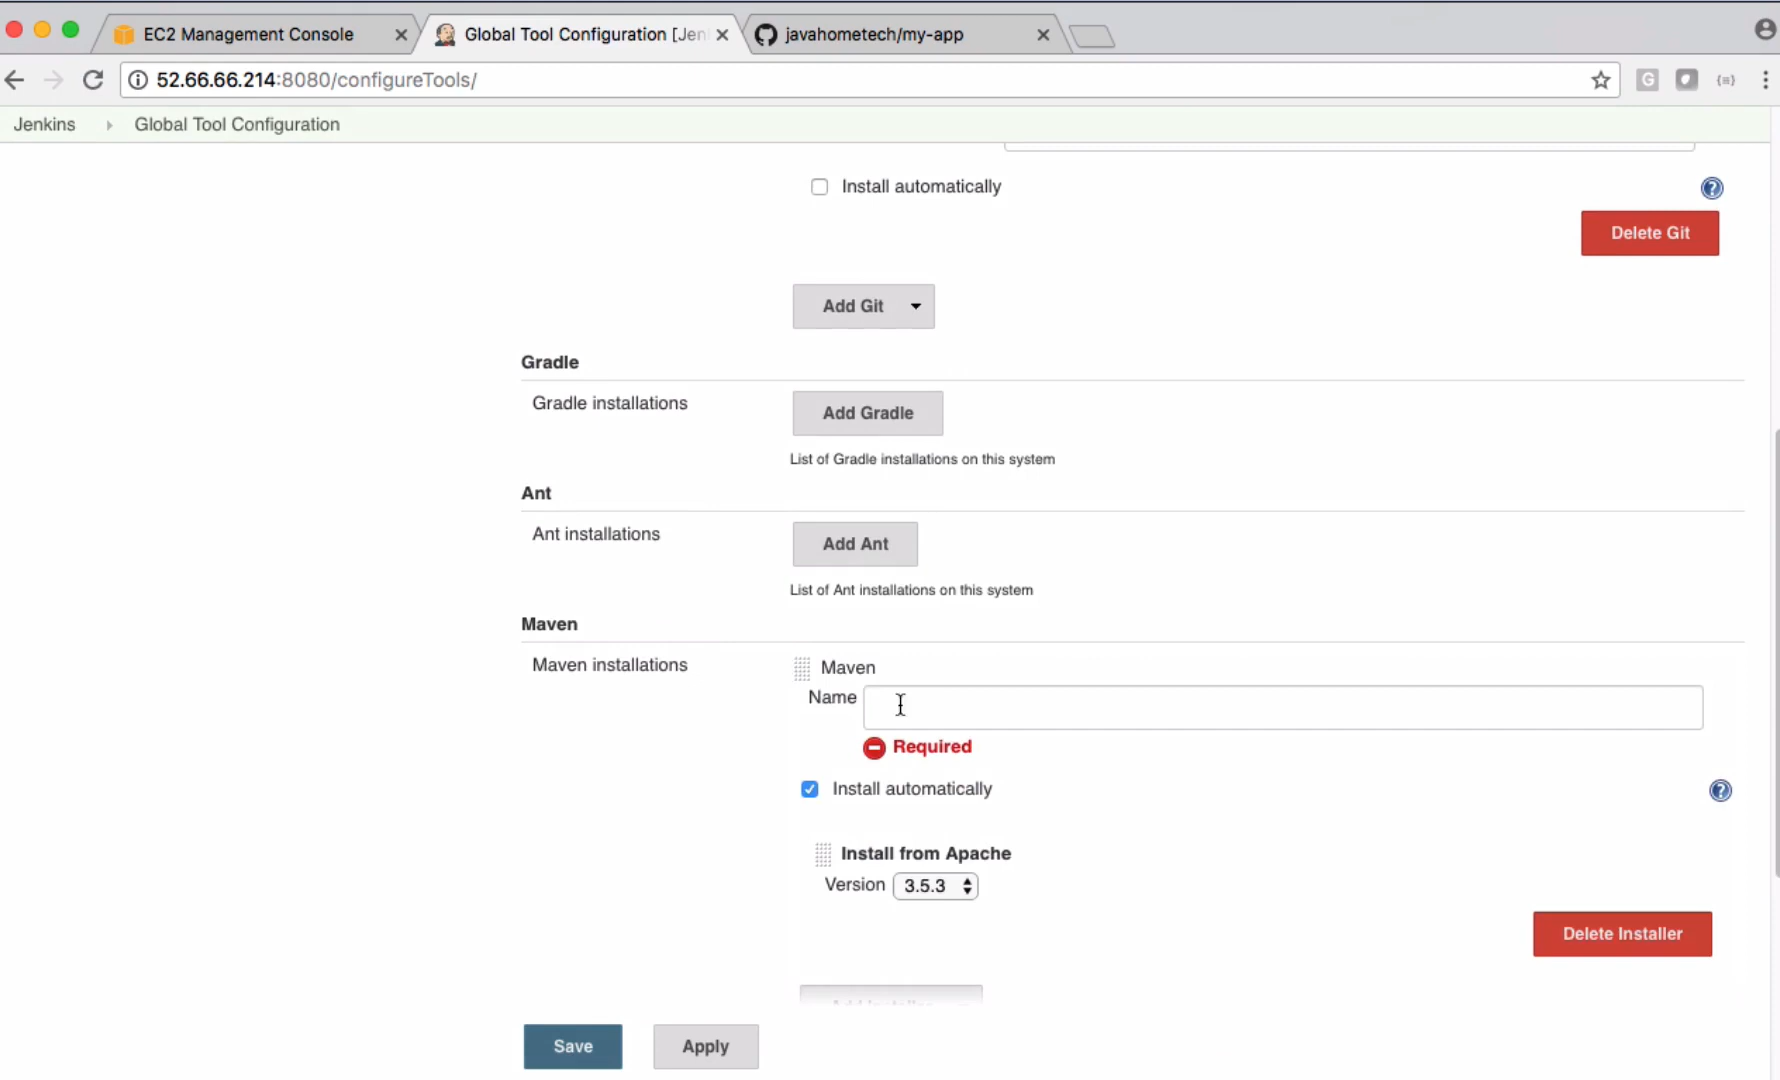 EC2 Management Console
Global Tool Configuration [Jen
javahometech/my-app
52.66.66.214:8080/configureTools/
G
Jenkins
Global Tool Configuration
Install automatically
Delete Git
Add Git
Gradle
Gradle installations
Add Gradle
List of Gradle installations on this system
Ant
Ant installations
Add Ant
List of Ant installations on this system
Maven
Maven installations
Maven
Name
Required
Install automatically
Install from Apache
Version 3.5.3
Delete Installer
Save
Apply